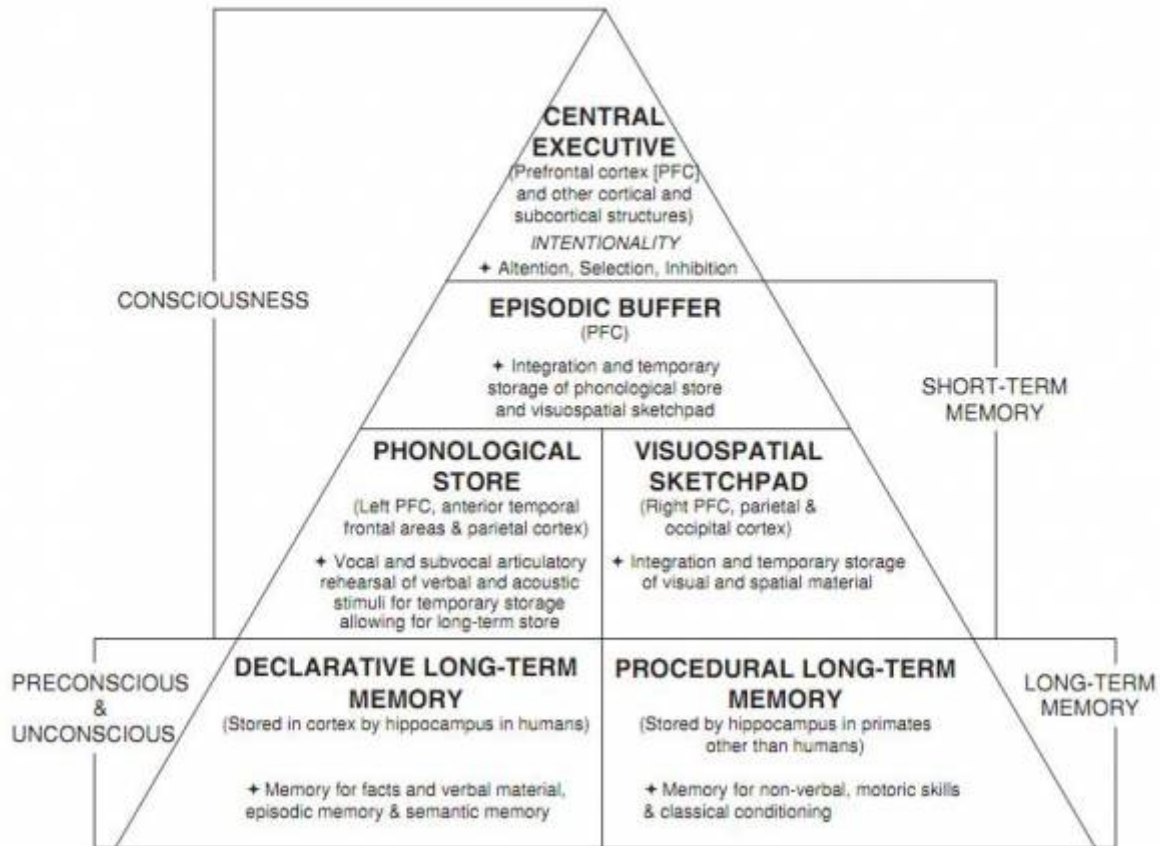 CENTRAL
EXECUTIVE
(Prefrontal cortex [PFC]
and other cortical and
subcortical structures)
INTENTIONALITY
+ Attention, Selection, Inhibition
CONSCIOUSNESS
EPISODIC BUFFER
(PFC)
+ Integration and temporary
storage of phonological store
and visuospatial sketchpad
SHORT-TERM
MEMORY
PHONOLOGICAL
STORE
(Left PFC, anterior temporal
frontal areas & parietal cortex)
+ Vocal and subvocal articulatory
rehearsal of verbal and acoustic
stimuli for temporary storage
allowing for long-term store
VISUOSPATIAL
SKETCHPAD
(Right PFC, parietal &
occipital cortex)
+ Integration and temporary storage
of visual and spatial material
PRECONSCIOUS
&
UNCONSCIOUS
DECLARATIVE LONG-TERM
MEMORY
(Stored in cortex by hippocampus in humans)
+ Memory for facts and verbal material,
episodic memory & semantic memory
PROCEDURAL LONG-TERM
MEMORY
(Stored by hippocampus in primates
other than humans)
+ Memory for non-verbal, motoric skills
& classical conditioning
LONG-TERM
MEMORY